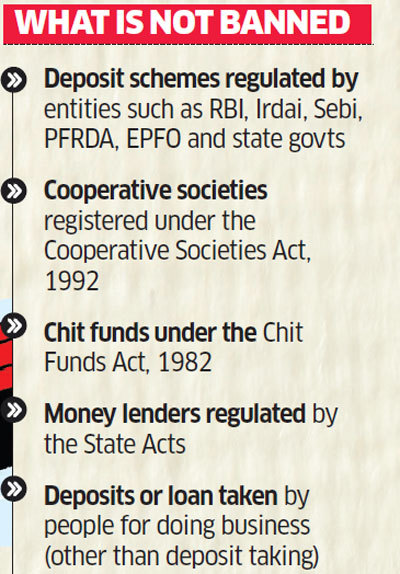 WHAT IS NOT BANNED
Deposit schemes regulated by
entities such as RBI, Irdai, Sebi,
PFRDA, EPFO and state govts
Cooperative societies
registered under the
Cooperative Societies Act,
1992
Chit funds under the Chit
Funds Act, 1982
Money lenders regulated by
the State Acts
Deposits or loan taken by
people for doing business
(other than deposit taking)